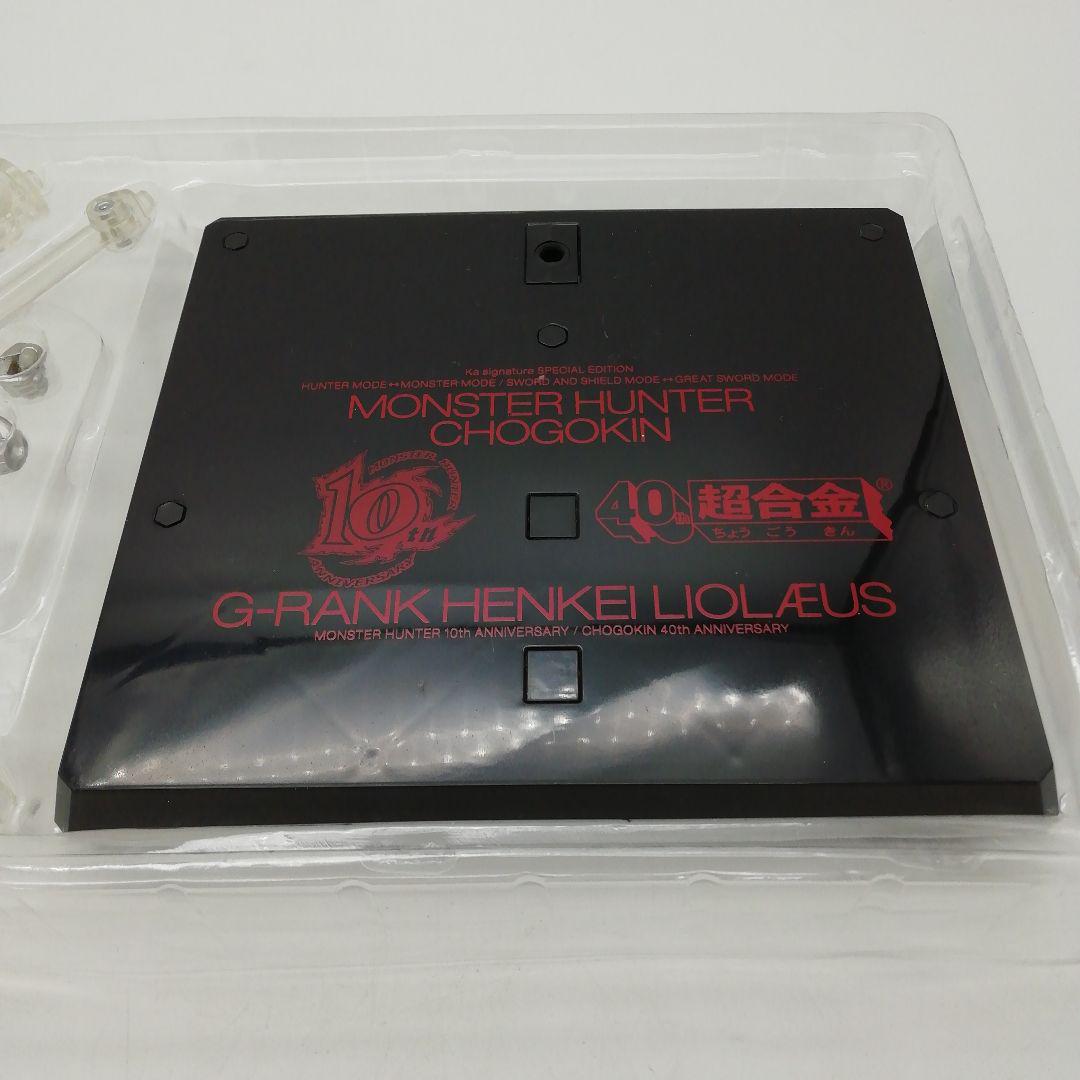 Ka signature SPECIAL EDITION
HUNTER MODE ↔ MONSTER MODE / SWORD AND SHIELD MODE ↔ GREAT SWORD MODE
MONSTER HUNTER
CHOGOKIN
MONSTER HUNTER
10th
ANNIVERSARY
40th 超合金®
ちょう ごう きん
G-RANK HENKEI LIOLÆUS
MONSTER HUNTER 10th ANNIVERSARY / CHOGOKIN 40th ANNIVERSARY